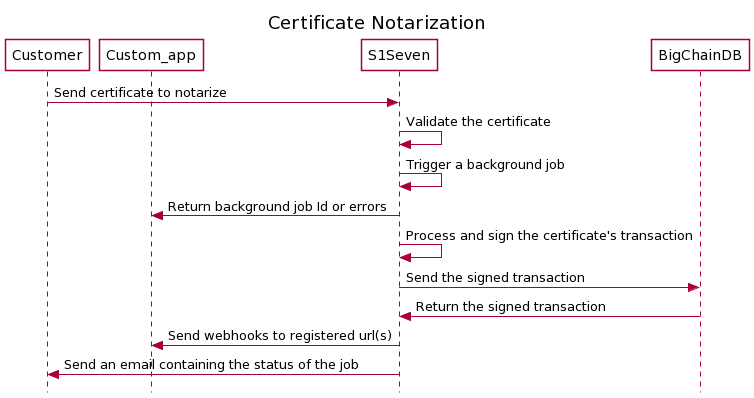 Certificate Notarization
Customer
Custom_app
S1Seven
BigChainDB
Send certificate to notarize
Validate the certificate
Trigger a background job
Return background job Id or errors
Process and sign the certificate's transaction
Send the signed transaction
Return the signed transaction
Send webhooks to registered url(s)
Send an email containing the status of the job